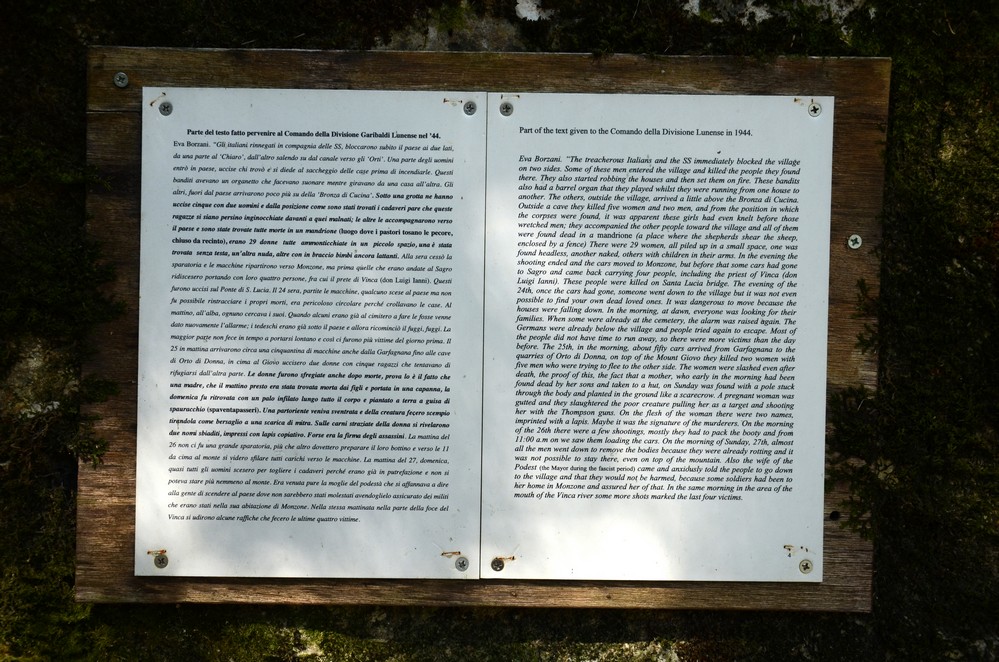 Parte del testo fatto pervenire al Comando della Divisione Garibaldi Lunense nel '44.
Eva Borzani. "Gli italiani rinnegati in compagnia delle SS, bloccarono subito il paese ai due lati,
da una parte al 'Chiaro', dall'altro salendo su dal canale verso gli 'Orti'. Una parte degli uomini
entrò in paese, uccise chi trovò e si diede al saccheggio delle case prima di incendiarle. Questi
banditi avevano un organetto che facevano suonare mentre giravano da una casa all'altra. Gli
altri, fuori dal paese arrivarono poco più su della 'Bronza di Cucina'. Sotto una grotta ne hanno
uccise cinque con due uomini e dalla posizione come sono stati trovati i cadaveri pare che queste
ragazze si siano persino inginocchiate davanti a quei malnati; le altre le accompagnarono verso
il paese e sono state trovate tutte morte in un mandrione (luogo dove i pastori tosano le pecore,
chiuso da recinto), erano 29 donne tutte ammonticchiate in un piccolo spazio, una è stata
trovata senza testa, un'altra nuda, altre con in braccio bimbi ancora lattanti. Alla sera cessò la
sparatoria e le macchine ripartirono verso Monzone, ma prima quelle che erano andate al Sagro
ridiscesero portando con loro quattro persone, fra cui il prete di Vinca (don Luigi Ianni). Questi
furono uccisi sul Ponte di S. Lucia. Il 24 sera, partite le macchine, qualcuno scese al paese ma non
fu possibile rintracciare i propri morti, era pericoloso circolare perché crollavano le case. Al
mattino, all'alba, ognuno cercava i suoi. Quando alcuni erano già al cimitero a fare le fosse venne
dato nuovamente l'allarme; i tedeschi erano già sotto il paese e allora ricominciò il fuggi, fuggi. La
maggior parte non fece in tempo a portarsi lontano e così ci furono più vittime del giorno prima. Il
25 in mattina arrivarono circa una cinquantina di macchine anche dalla Garfagnana fino alle cave
di Orto di Donna, in cima al Giovo uccisero due donne con cinque ragazzi che tentavano di
rifugiarsi dall'altra parte. Le donne furono sfregiate anche dopo morte, prova lo è il fatto che
una madre, che il mattino presto era stata trovata morta dai figli e portata in una capanna, la
domenica fu ritrovata con un palo infilato lungo tutto il corpo e piantato a terra a guisa di
spauracchio (spaventapasseri). Una partoriente veniva sventrata e della creatura fecero scempio
tirandola come bersaglio a una scarica di mitra. Sulle carni straziate della donna si rivelarono
due nomi sbiaditi, impressi con lapis copiativo. Forse era la firma degli assassini. La mattina del
26 non ci fu una grande sparatoria, più che altro dovettero preparare il loro bottino e verso le 11
da cima al monte si videro sfilare tutti carichi verso le macchine. La mattina del 27, domenica,
quasi tutti gli uomini scesero per togliere i cadaveri perché erano già in putrefazione e non si
poteva stare più nemmeno al monte. Era venuta pure la moglie del podestà che si affannava a dire
alla gente di scendere al paese dove non sarebbero stati molestati avendoglielo assicurato dei militi
che erano stati nella sua abitazione di Monzone. Nella stessa mattinata nella parte della foce del
Vinca si udirono alcune raffiche che fecero le ultime quattro vittime.
Part of the text given to the Comando della Divisione Lunense in 1944.
Eva Borzani. "The treacherous Italians and the SS immediately blocked the village
on two sides. Some of these men entered the village and killed the people they found
there. They also started robbing the houses and then set them on fire. These bandits
also had a barrel organ that they played whilst they were running from one house to
another. The others, outside the village, arrived a little above the Bronza di Cucina.
Outside a cave they killed five women and two men, and from the position in which
the corpses were found, it was apparent these girls had even knelt before those
wretched men; they accompanied the other people toward the village and all of them
were found dead in a mandrione (a place where the shepherds shear the sheep,
enclosed by a fence) There were 29 women, all piled up in a small space, one was
found headless, another naked, others with children in their arms. In the evening the
shooting ended and the cars moved to Monzone, but before that some cars had gone
to Sagro and came back carrying four people, including the priest of Vinca (don
Luigi Ianni). These people were killed on Santa Lucia bridge. The evening of the
24th, once the cars had gone, someone went down to the village but it was not even
possible to find your own dead loved ones. It was dangerous to move because the
houses were falling down. In the morning, at dawn, everyone was looking for their
families. When some were already at the cemetery, the alarm was raised again. The
Germans were already below the village and people tried again to escape. Most of
the people did not have time to run away, so there were more victims than the day
before. The 25th, in the morning, about fifty cars arrived from Garfagnana to the
quarries of Orto di Donna, on top of the Mount Giovo they killed two women with
five men who were trying to flee to the other side. The women were slashed even after
death, the proof of this, the fact that a mother, who early in the morning had been
found dead by her sons and taken to a hut, on Sunday was found with a pole stuck
through the body and planted in the ground like a scarecrow. A pregnant woman was
gutted and they slaughtered the poor creature pulling her as a target and shooting
her with the Thompson guns. On the flesh of the woman there were two names,
imprinted with a lapis. Maybe it was the signature of the murderers. On the morning
of the 26th there were a few shootings, mostly they had to pack the booty and from
11:00 a.m on we saw them loading the cars. On the morning of Sunday, 27th, almost
all the men went down to remove the bodies because they were already rotting and it
was not possible to stay there, even on top of the mountain. Also the wife of the
Podest (the Mayor during the fascist period) came and anxiously told the people to go down
to the village and that they would not be harmed, because some soldiers had been to
her home in Monzone and assured her of that. In the same morning in the area of the
mouth of the Vinca river some more shots marked the last four victims.